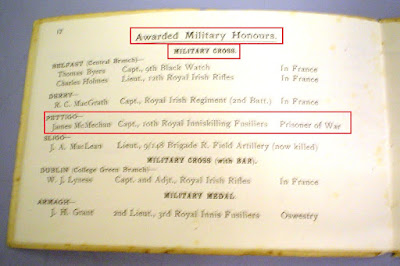 12
Awarded Military Honours.
MILITARY CROSS.
BELFAST (Central Branch)—
Thomas Byers Capt., 9th Black Watch In France
Charles Holmes Lieut., 12th Royal Irish Rifles In France
DERRY—
R. C. MacGrath Capt., Royal Irish Regiment (2nd Batt.) In France
PETTIGO—
James McMechan Capt., 10th Royal Inniskilling Fusiliers Prisoner of War
SLIGO—
J. A. MacLean Lieut., 9/248 Brigade R. Field Artillery (now killed)
MILITARY CROSS (with BAR).
DUBLIN (College Green Branch)—
W. J. Lyness Capt. and Adjt., Royal Irish Rifles In France
MILITARY MEDAL.
ARMAGH—
J. H. Grant 2nd Lieut., 3rd Royal Innis Fusiliers Oswestry